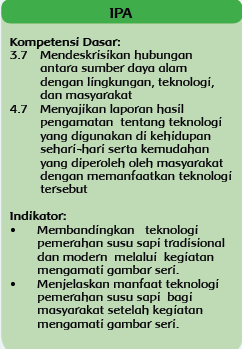 IPA
Kompetensi Dasar:
3.7 Mendeskrisikan hubungan
antara sumber daya alam
dengan lingkungan, teknologi,
dan masyarakat
4.7 Menyajikan laporan hasil
pengamatan tentang teknologi
yang digunakan di kehidupan
sehari-hari serta kemudahan
yang diperoleh oleh masyarakat
dengan memanfaatkan teknologi
tersebut
Indikator:
• Membandingkan teknologi
pemerahan susu sapi tradisional
dan modern melalui kegiatan
mengamati gambar seri.
• Menjelaskan manfaat teknologi
pemerahan susu sapi bagi
masyarakat setelah kegiatan
mengamati gambar seri.